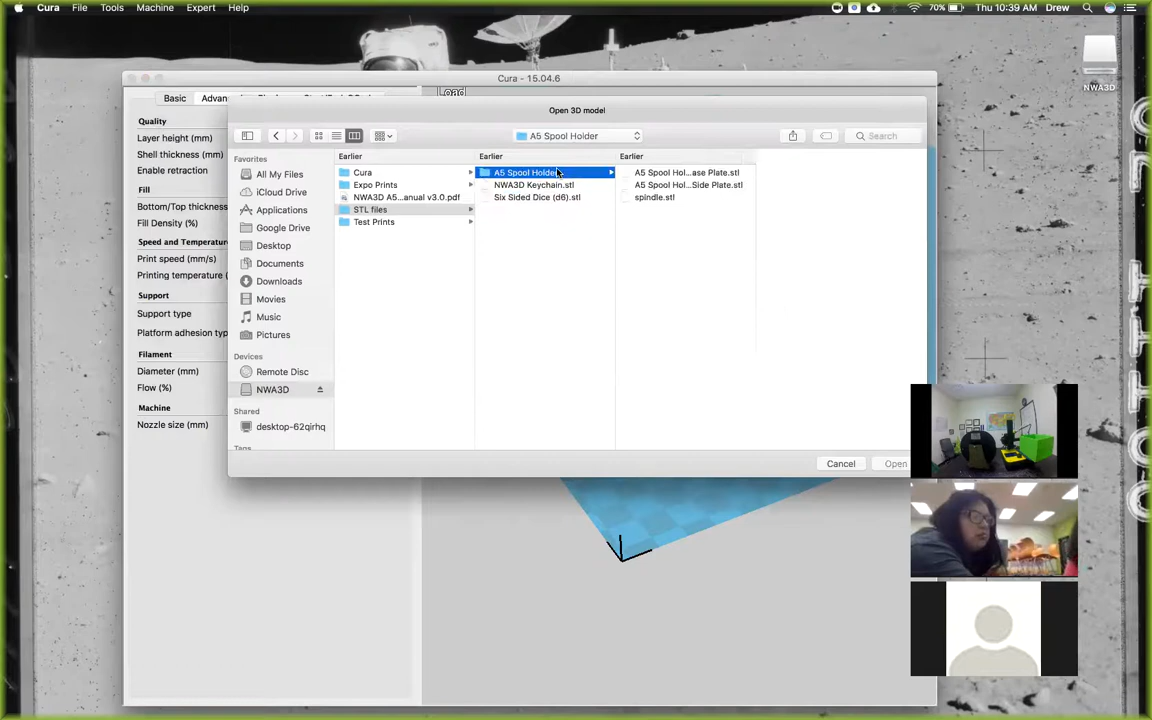 Cura File Tools Machine Expert Help 70% Thu 10:39 AM Drew
Cura - 15.04.6
NWA3D
Basic Advan
Load
Open 3D model
Quality
Layer height (mm)
Shell thickness (mm)
Enable retraction
Fill
Bottom/Top thickness
Fill Density (%)
Speed and Temperature
Print speed (mm/s)
Printing temperature (
Support
Support type
Platform adhesion typ
Filament
Diameter (mm)
Flow (%)
Machine
Nozzle size (mm)
A5 Spool Holder
Search
Favorites
All My Files
iCloud Drive
Applications
Google Drive
Desktop
Documents
Downloads
Movies
Music
Pictures
Devices
Remote Disc
NWA3D
Shared
desktop-62qirhq
Earlier
Cura
Expo Prints
NWA3D A5...anual v3.0.pdf
STL files
Test Prints
Earlier
A5 Spool Holder
NWA3D Keychain.stl
Six Sided Dice (d6).stl
Earlier
A5 Spool Hol...ase Plate.stl
A5 Spool Hol...Side Plate.stl
spindle.stl
Cancel Open